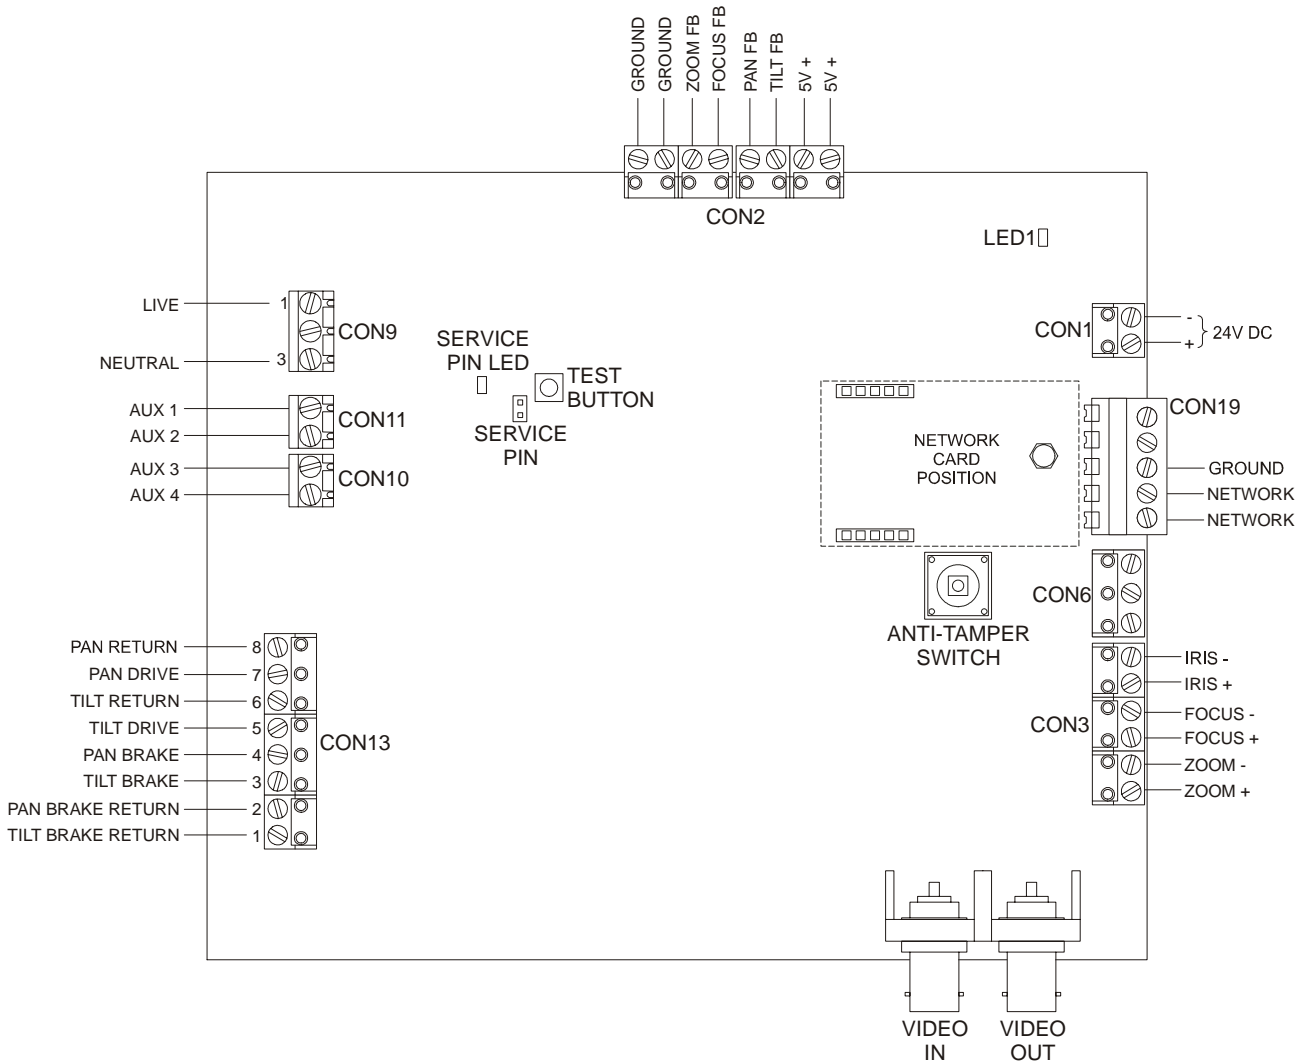 GROUND
GROUND
ZOOM FB
FOCUS FB
PAN FB
TILT FB
5V +
5V +
CON2
LED1
LIVE
1
CON9
NEUTRAL
3
SERVICE
PIN LED
TEST
BUTTON
SERVICE
PIN
CON1
-
+
24V DC
AUX 1
AUX 2
CON11
AUX 3
AUX 4
CON10
NETWORK
CARD
POSITION
CON19
GROUND
NETWORK
NETWORK
ANTI-TAMPER
SWITCH
CON6
PAN RETURN 8
PAN DRIVE 7
TILT RETURN 6
TILT DRIVE 5
PAN BRAKE 4
TILT BRAKE 3
PAN BRAKE RETURN 2
TILT BRAKE RETURN 1
CON13
IRIS -
IRIS +
FOCUS -
FOCUS +
ZOOM -
ZOOM +
CON3
VIDEO
IN
VIDEO
OUT